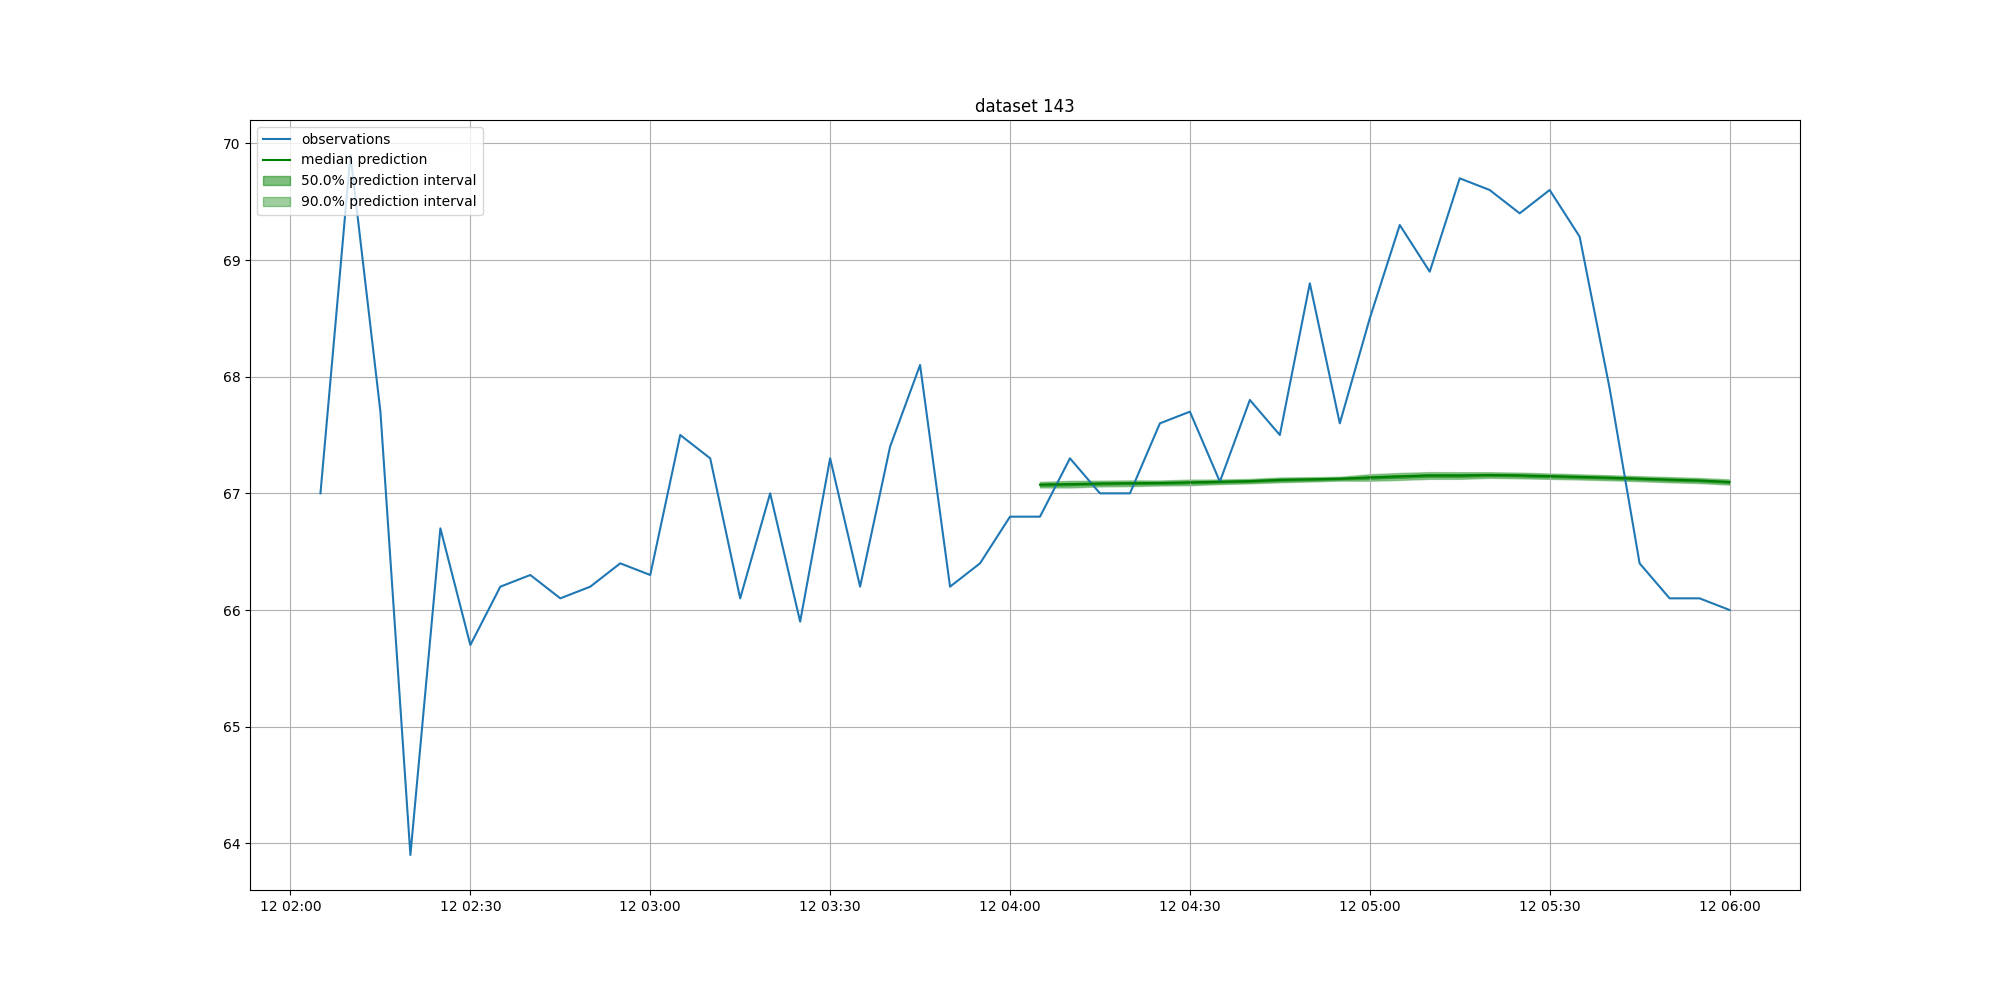 dataset 143
observations
median prediction
50.0% prediction interval
90.0% prediction interval
70
69
68
67
66
65
64
12 02:00 12 02:30 12 03:00 12 03:30 12 04:00 12 04:30 12 05:00 12 05:30 12 06:00